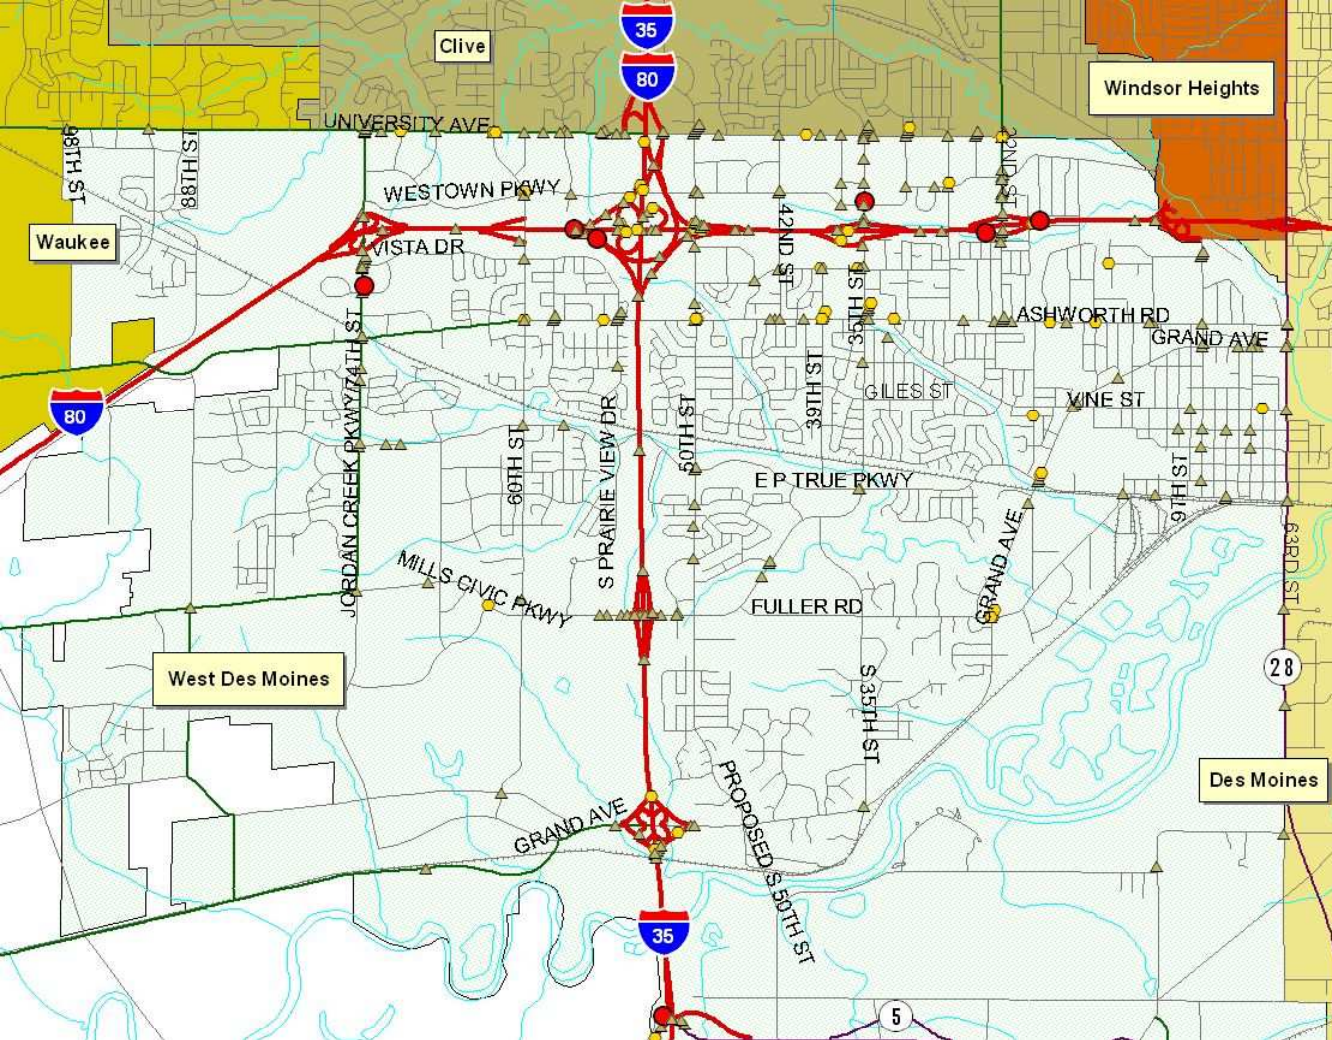 35
Clive
80
Windsor Heights
UNIVERSITY AVE
98TH ST
88TH ST
WESTOWN PKWY
Waukee
VISTA DR
42ND ST
35TH ST
ASHWORTH RD
GRAND AVE
JORDAN CREEK PKWY/74TH ST
39TH ST
GILES ST
VINE ST
80
60TH ST
S PRAIRIE VIEW DR
50TH ST
E P TRUE PKWY
9TH ST
MILLS CIVIC PKWY
FULLER RD
GRAND AVE
63RD ST
West Des Moines
28
S 35TH ST
Des Moines
GRAND AVE
PROPOSED S 50TH ST
35
5